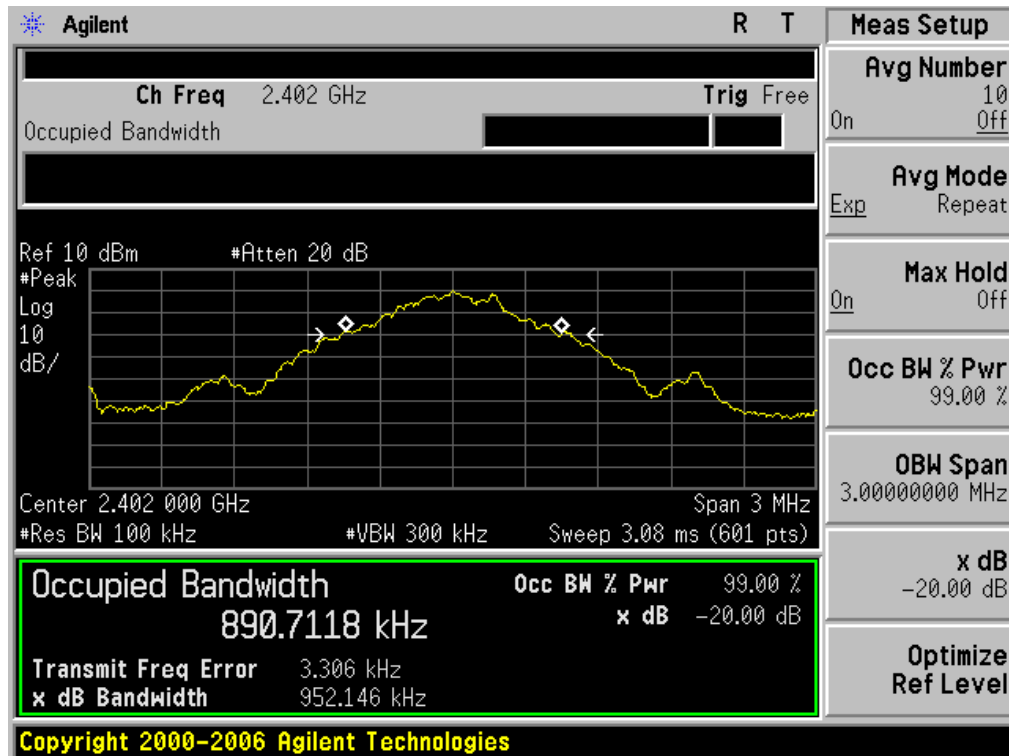 Agilent R T
Ch Freq 2.402 GHz Trig Free
Occupied Bandwidth
Ref 10 dBm #Atten 20 dB
#Peak
Log
10
dB/
Center 2.402 000 GHz Span 3 MHz
#Res BW 100 kHz #VBW 300 kHz Sweep 3.08 ms (601 pts)
Occupied Bandwidth Occ BW % Pwr 99.00 %
890.7118 kHz x dB -20.00 dB
Transmit Freq Error 3.306 kHz
x dB Bandwidth 952.146 kHz
Copyright 2000-2006 Agilent Technologies
Meas Setup
Avg Number
10
On Off
Avg Mode
Exp Repeat
Max Hold
On Off
Occ BW % Pwr
99.00 %
OBW Span
3.00000000 MHz
x dB
-20.00 dB
Optimize
Ref Level